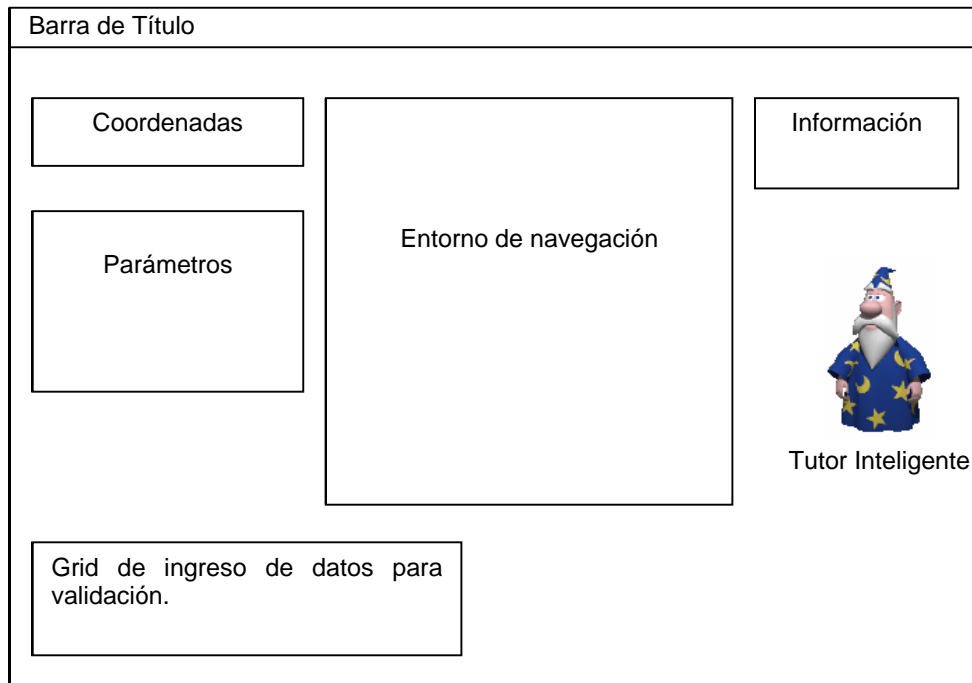 Barra de Título
Coordenadas
Información
Entorno de navegación
Parámetros
Tutor Inteligente
Grid de ingreso de datos para
validación.